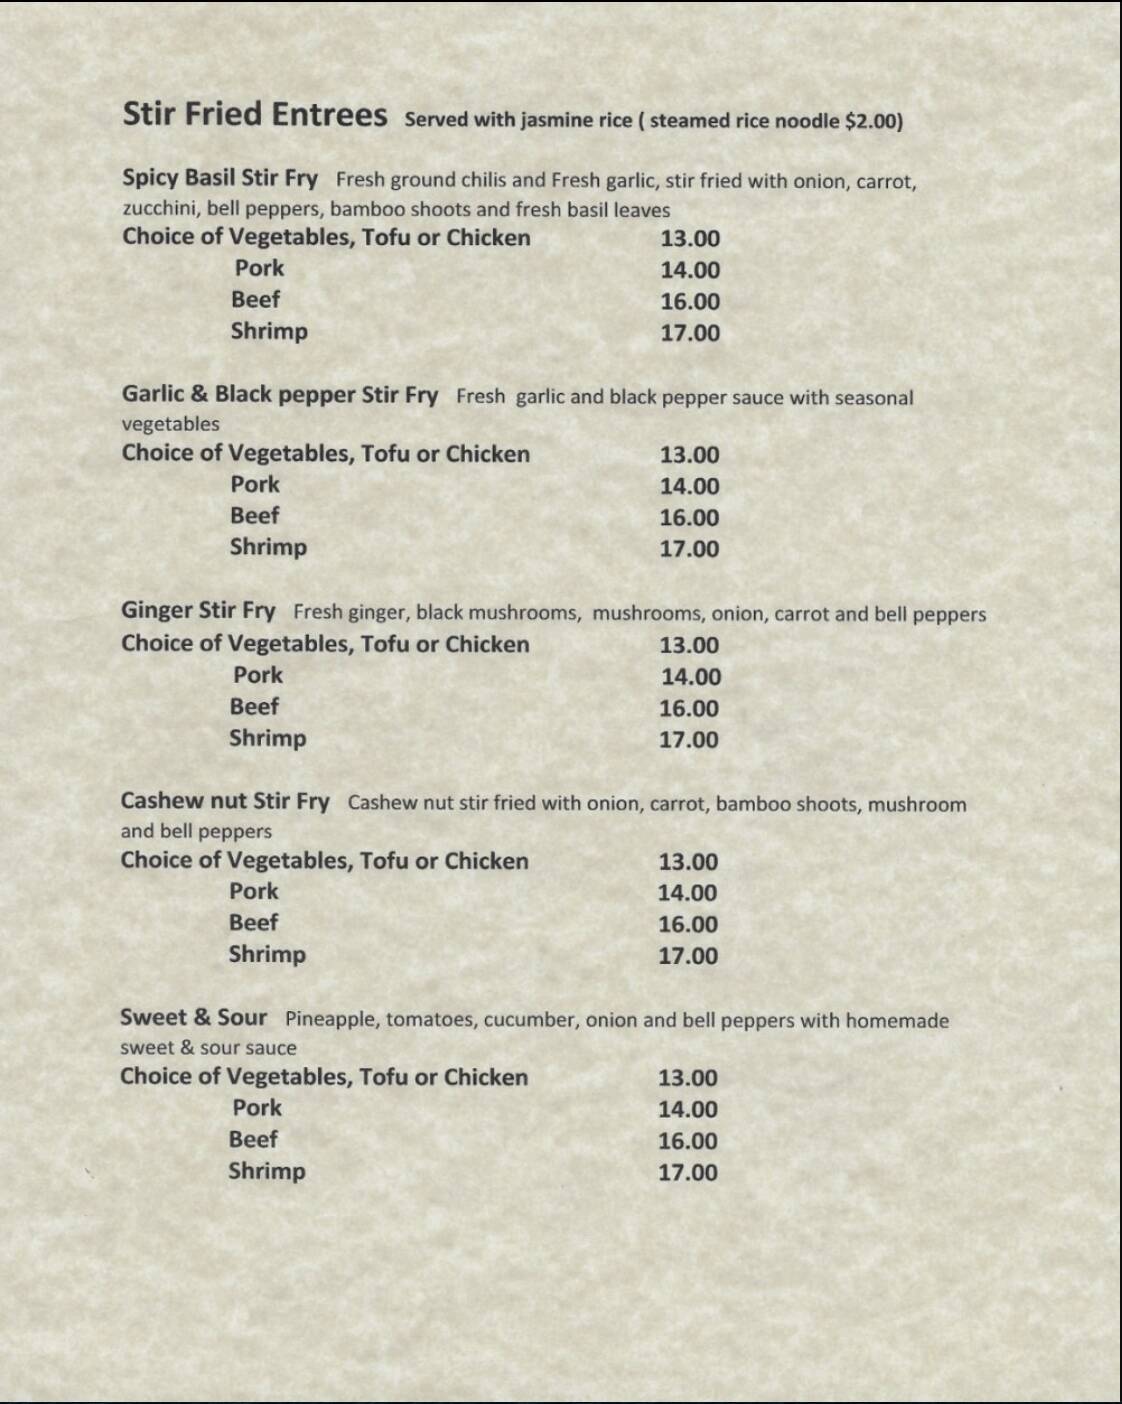 Stir Fried Entrees Served with jasmine rice ( steamed rice noodle $2.00)
Spicy Basil Stir Fry Fresh ground chilis and Fresh garlic, stir fried with onion, carrot,
zucchini, bell peppers, bamboo shoots and fresh basil leaves
Choice of Vegetables, Tofu or Chicken 13.00
Pork 14.00
Beef 16.00
Shrimp 17.00
Garlic & Black pepper Stir Fry Fresh garlic and black pepper sauce with seasonal
vegetables
Choice of Vegetables, Tofu or Chicken 13.00
Pork 14.00
Beef 16.00
Shrimp 17.00
Ginger Stir Fry Fresh ginger, black mushrooms, mushrooms, onion, carrot and bell peppers
Choice of Vegetables, Tofu or Chicken 13.00
Pork 14.00
Beef 16.00
Shrimp 17.00
Cashew nut Stir Fry Cashew nut stir fried with onion, carrot, bamboo shoots, mushroom
and bell peppers
Choice of Vegetables, Tofu or Chicken 13.00
Pork 14.00
Beef 16.00
Shrimp 17.00
Sweet & Sour Pineapple, tomatoes, cucumber, onion and bell peppers with homemade
sweet & sour sauce
Choice of Vegetables, Tofu or Chicken 13.00
Pork 14.00
Beef 16.00
Shrimp 17.00